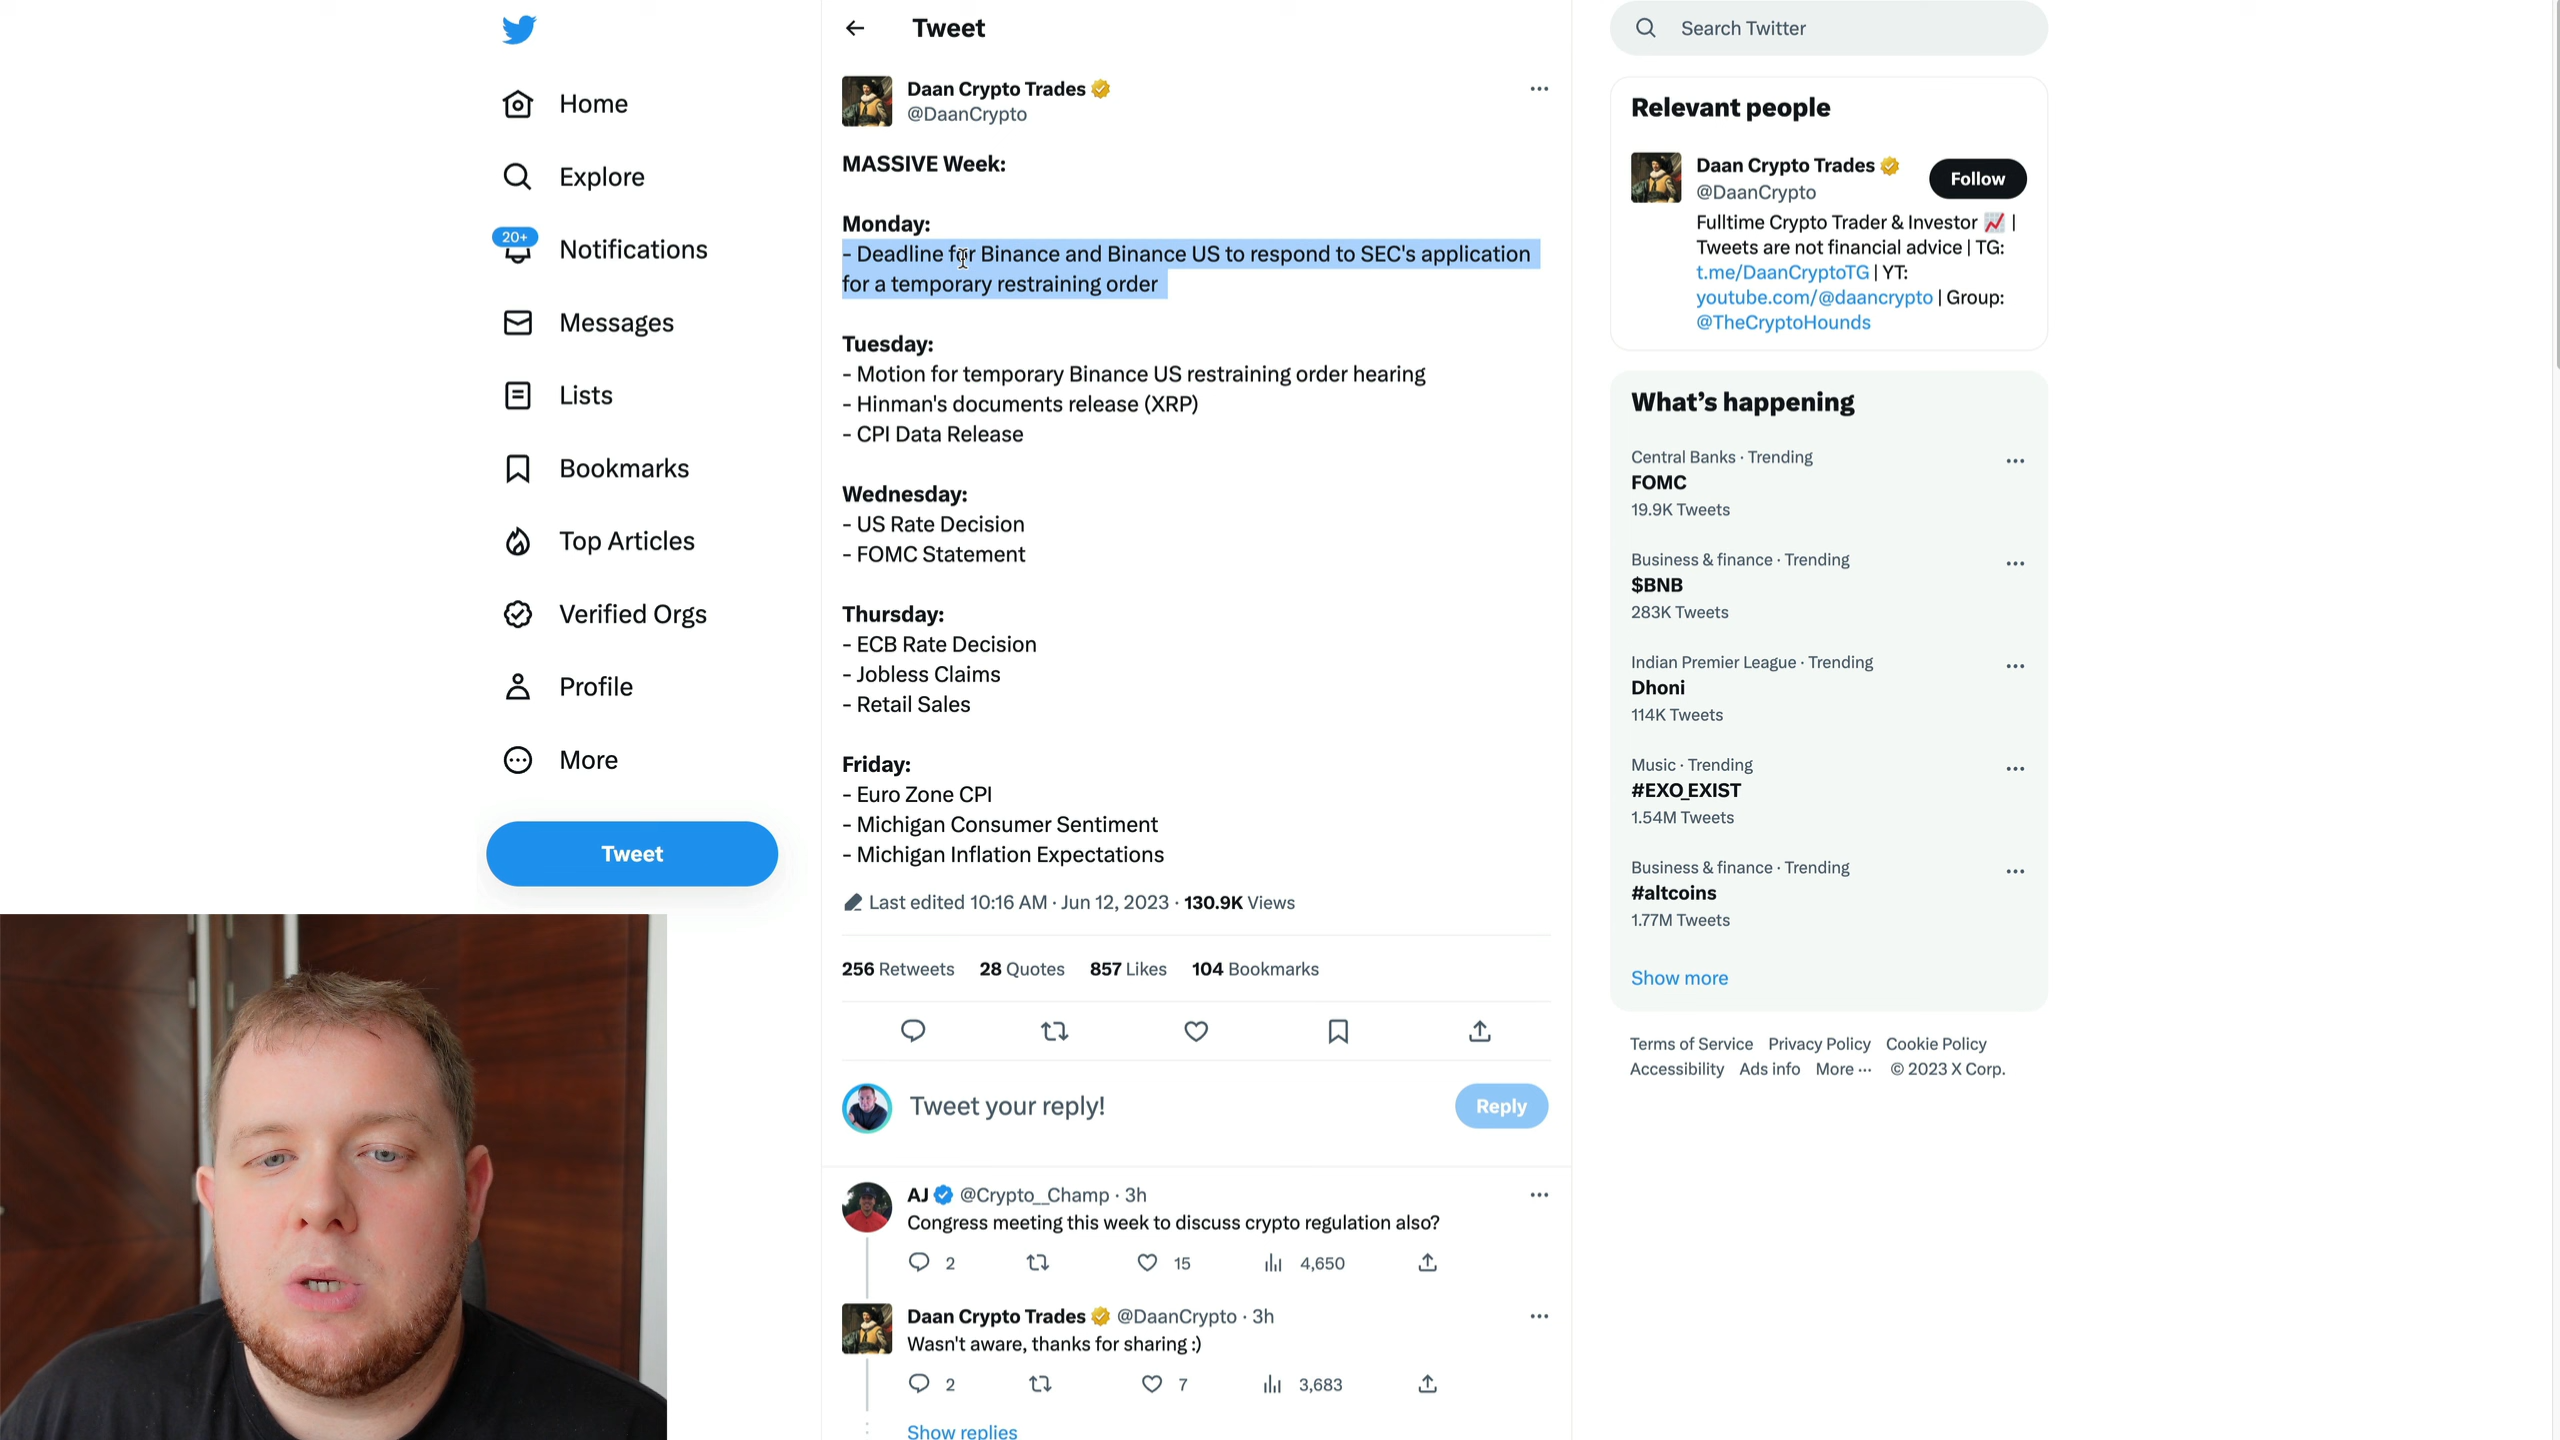 Home
Explore
20+
Notifications
Messages
Lists
Bookmarks
Top Articles
Verified Orgs
Profile
More
Tweet
Tweet
Daan Crypto Trades
@DaanCrypto
MASSIVE Week:
Monday:
- Deadline for Binance and Binance US to respond to SEC's application
for a temporary restraining order
Tuesday:
- Motion for temporary Binance US restraining order hearing
- Hinman's documents release (XRP)
- CPI Data Release
Wednesday:
- US Rate Decision
- FOMC Statement
Thursday:
- ECB Rate Decision
- Jobless Claims
- Retail Sales
Friday:
- Euro Zone CPI
- Michigan Consumer Sentiment
- Michigan Inflation Expectations
Last edited 10:16 AM · Jun 12, 2023 · 130.9K Views
256 Retweets 28 Quotes 857 Likes 104 Bookmarks
Tweet your reply!
Reply
AJ @Crypto__Champ · 3h
Congress meeting this week to discuss crypto regulation also?
2 15 4,650
Daan Crypto Trades @DaanCrypto · 3h
Wasn't aware, thanks for sharing :)
2 7 3,683
Show replies
Search Twitter
Relevant people
Daan Crypto Trades
@DaanCrypto
Follow
Fulltime Crypto Trader & Investor 📈 |
Tweets are not financial advice | TG:
t.me/DaanCryptoTG | YT:
youtube.com/@daancrypto | Group:
@TheCryptoHounds
What's happening
Central Banks · Trending
FOMC
19.9K Tweets
Business & finance · Trending
$BNB
283K Tweets
Indian Premier League · Trending
Dhoni
114K Tweets
Music · Trending
#EXO_EXIST
1.54M Tweets
Business & finance · Trending
#altcoins
1.77M Tweets
Show more
Terms of Service Privacy Policy Cookie Policy
Accessibility Ads info More ··· © 2023 X Corp.